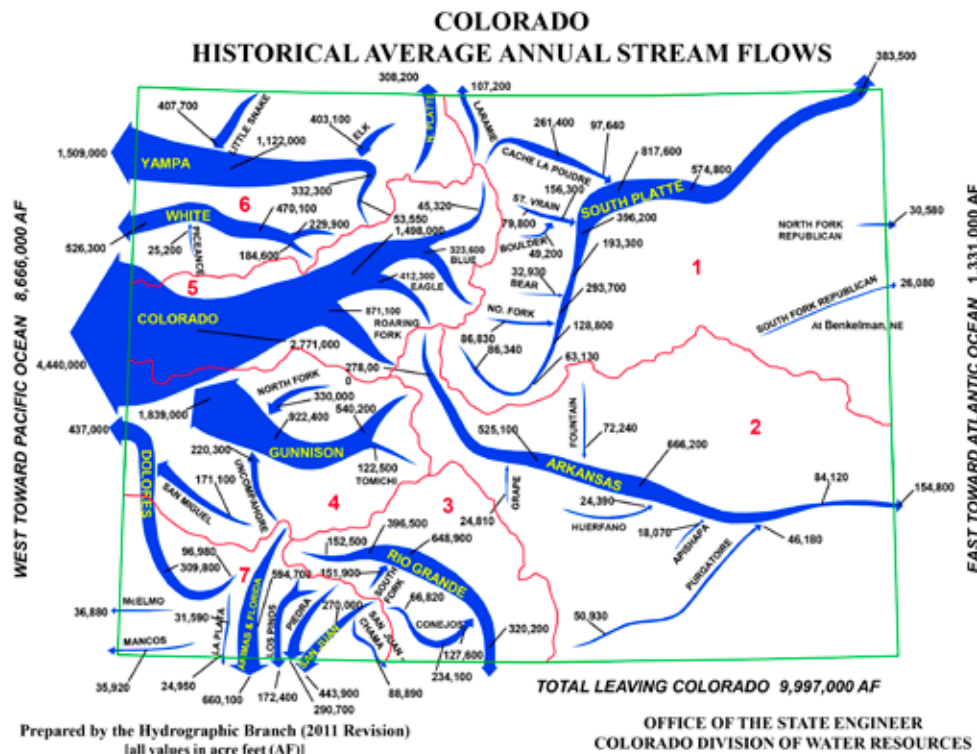 COLORADO
HISTORICAL AVERAGE ANNUAL STREAM FLOWS
383,500
308,200
107,200
407,700
LITTLE SNAKE
403,100
ELK
N. PLATTE
LARAMIE
261,400
97,640
1,122,000
CACHE LA POUDRE
817,600
574,800
1,509,000
YAMPA
332,300
156,300
SOUTH PLATTE
6
45,320
ST. VRAIN
WHITE
470,100
53,550
79,800
396,200
NORTH FORK
REPUBLICAN
30,580
229,900
1,498,000
BOULDER
49,200
193,300
526,300
25,200
PICEANCE
184,600
323,600
BLUE
1
5
412,300
EAGLE
32,930
BEAR
293,700
SOUTH FORK REPUBLICAN
26,080
COLORADO
871,100
ROARING
FORK
NO. FORK
128,800
At Benkelman, NE
86,830
2,771,000
86,340
63,130
4,440,000
278,00
0
NORTH FORK
330,000
540,200
2
1,839,000
922,400
FOUNTAIN
437,000
525,100
72,240
666,200
220,300
GUNNISON
ARKANSAS
122,500
TOMICHI
84,120
DOLORES
171,100
UNCOMPAHGRE
SAN MIGUEL
4
3
GRAPE
24,390
154,800
24,810
HUERFANO
18,070
APISHAPA
46,180
396,500
648,900
152,500
PURGATOIRE
96,980
309,800
7
594,700
151,900
RIO GRANDE
SOUTH
FORK
36,880
McELMO
31,590
LA PLATA
ANIMAS & FLORIDA
LOS PINOS
PIEDRA
270,000
SAN JUAN
SAN JUAN -
CHAMA
66,820
CONEJOS
50,930
320,200
MANCOS
127,600
35,920
24,950
660,100
172,400
443,900
290,700
88,890
234,100
WEST TOWARD PACIFIC OCEAN 8,666,000 AF
EAST TOWARD ATLANTIC OCEAN 1,331,000 AF
TOTAL LEAVING COLORADO 9,997,000 AF
Prepared by the Hydrographic Branch (2011 Revision)
[all values in acre feet (AF)]
OFFICE OF THE STATE ENGINEER
COLORADO DIVISION OF WATER RESOURCES